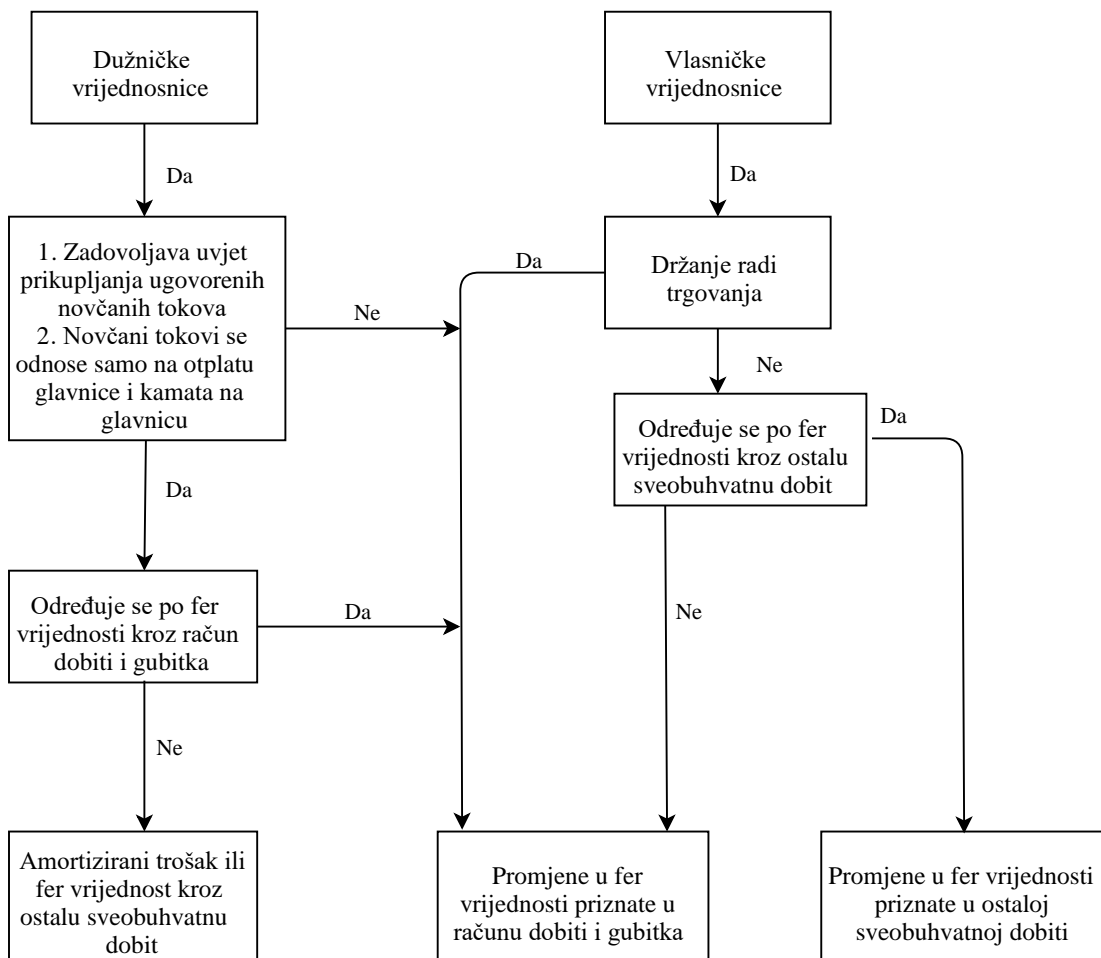 Dužničke
vrijednosnice
Vlasničke
vrijednosnice
Da
Da
1. Zadovoljava uvjet
prikupljanja ugovorenih
novčanih tokova
2. Novčani tokovi se
odnose samo na otplatu
glavnice i kamata na
glavnicu
Ne
Da
Držanje radi
trgovanja
Ne
Određuje se po fer
vrijednosti kroz ostalu
sveobuhvatnu dobit
Da
Da
Određuje se po fer
vrijednosti kroz račun
dobiti i gubitka
Da
Ne
Ne
Amortizirani trošak ili
fer vrijednost kroz
ostalu sveobuhvatnu
dobit
Promjene u fer
vrijednosti priznate u
računu dobiti i gubitka
Promjene u fer vrijednosti
priznate u ostaloj
sveobuhvatnoj dobiti